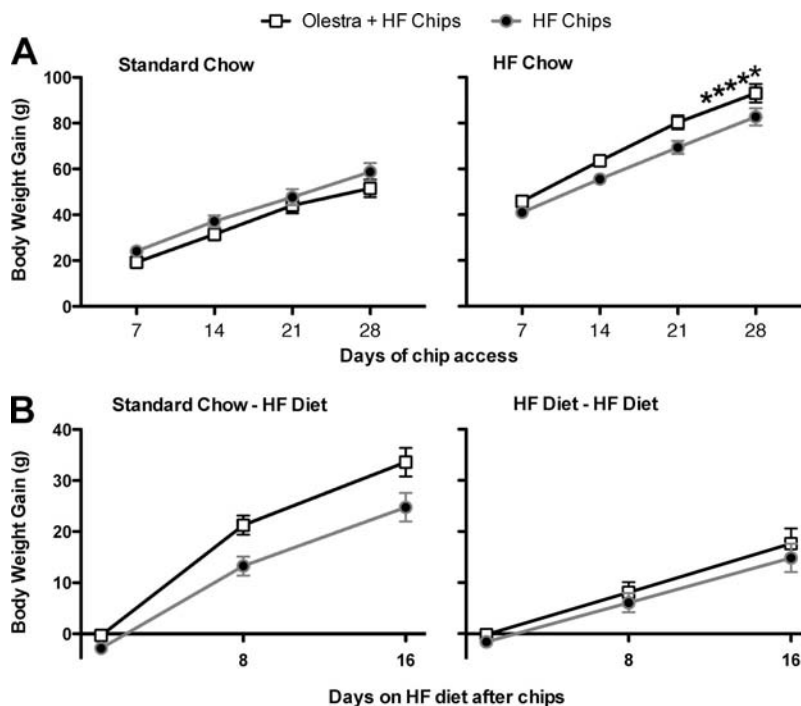 Olestra + HF Chips HF Chips
A
Standard Chow HF Chow
*****
Body Weight Gain (g)
100
80
60
40
20
0
7 14 21 28 7 14 21 28
Days of chip access
B
Standard Chow - HF Diet HF Diet - HF Diet
Body Weight Gain (g)
40
30
20
10
0
8 16 8 16
Days on HF diet after chips